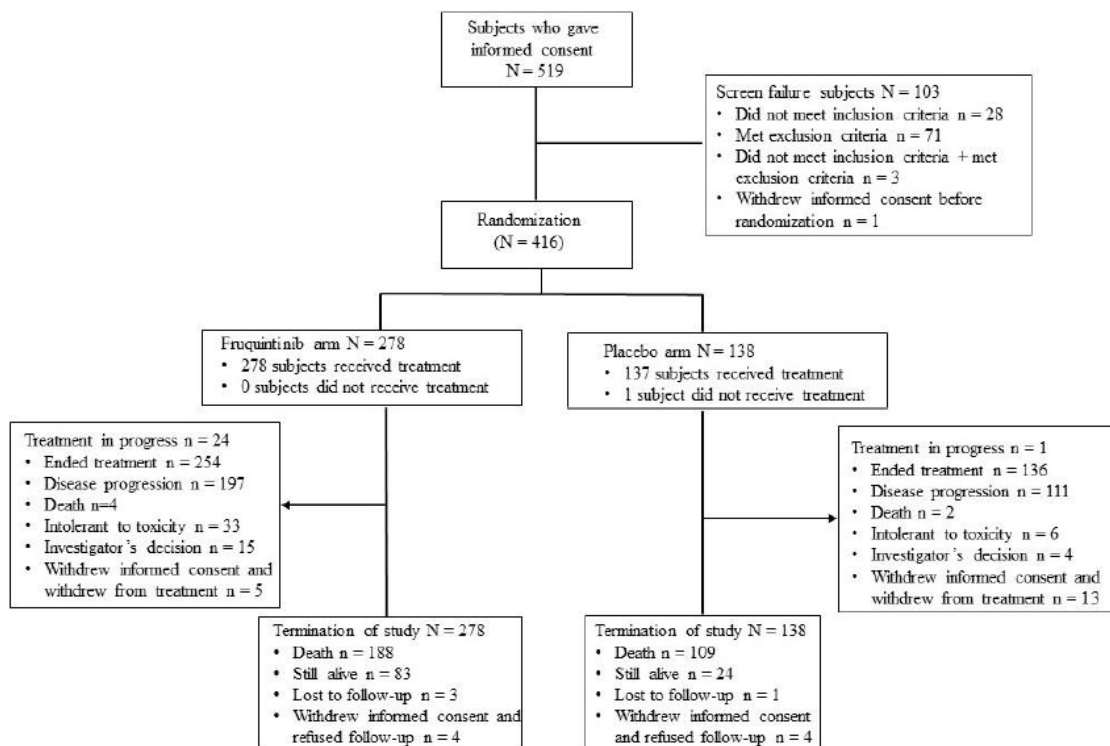 Subjects who gave
informed consent
N = 519
Screen failure subjects N = 103
• Did not meet inclusion criteria n = 28
• Met exclusion criteria n = 71
• Did not meet inclusion criteria + met
exclusion criteria n = 3
• Withdrew informed consent before
randomization n = 1
Randomization
(N = 416)
Fruquintinib arm N = 278
• 278 subjects received treatment
• 0 subjects did not receive treatment
Placebo arm N = 138
• 137 subjects received treatment
• 1 subject did not receive treatment
Treatment in progress n = 24
• Ended treatment n = 254
• Disease progression n = 197
• Death n=4
• Intolerant to toxicity n = 33
• Investigator's decision n = 15
• Withdrew informed consent and
withdrew from treatment n = 5
Treatment in progress n = 1
• Ended treatment n = 136
• Disease progression n = 111
• Death n = 2
• Intolerant to toxicity n = 6
• Investigator's decision n = 4
• Withdrew informed consent and
withdrew from treatment n = 13
Termination of study N = 278
• Death n = 188
• Still alive n = 83
• Lost to follow-up n = 3
• Withdrew informed consent and
refused follow-up n = 4
Termination of study N = 138
• Death n = 109
• Still alive n = 24
• Lost to follow-up n = 1
• Withdrew informed consent
and refused follow-up n = 4